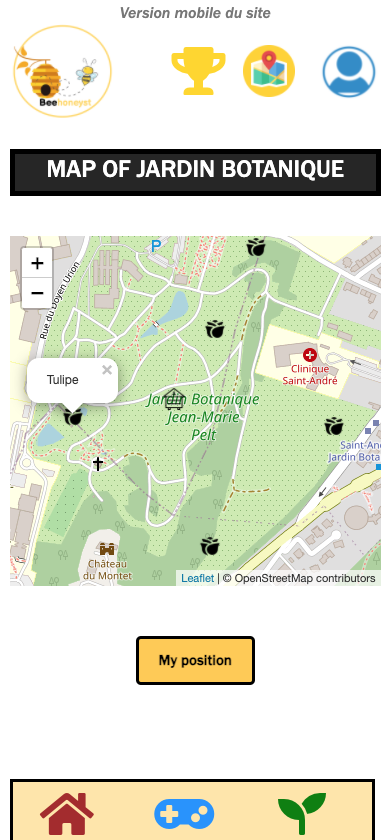 Version mobile du site
Beehoneyst
MAP OF JARDIN BOTANIQUE
P
+
−
Rue du Doyen Urion
Tulipe
×
Clinique
Saint-André
Jardin Botanique
Jean-Marie
Pelt
Saint-An
Jardin Bota
Château
du Montet
Leaflet | © OpenStreetMap contributors
My position